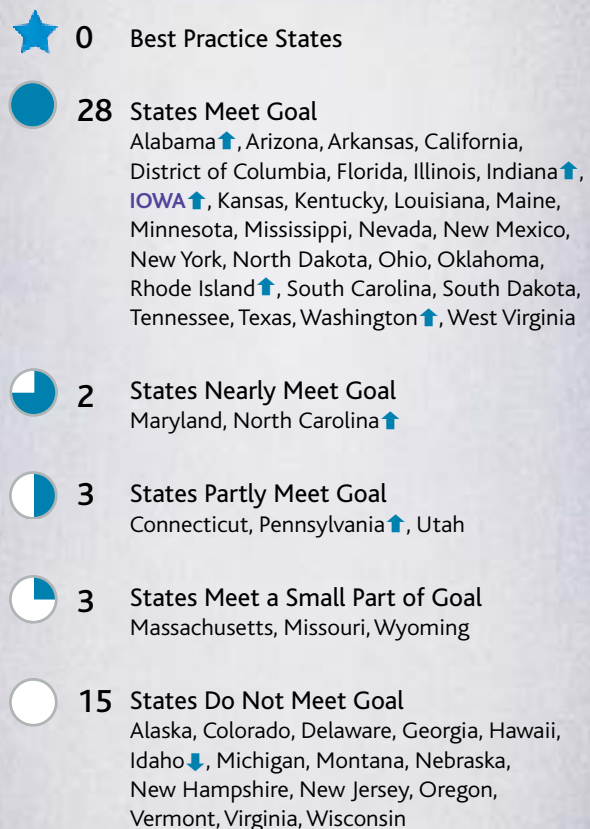 0 Best Practice States
28 States Meet Goal
Alabama⬆, Arizona, Arkansas, California,
District of Columbia, Florida, Illinois, Indiana⬆,
IOWA⬆, Kansas, Kentucky, Louisiana, Maine,
Minnesota, Mississippi, Nevada, New Mexico,
New York, North Dakota, Ohio, Oklahoma,
Rhode Island⬆, South Carolina, South Dakota,
Tennessee, Texas, Washington⬆, West Virginia
2 States Nearly Meet Goal
Maryland, North Carolina⬆
3 States Partly Meet Goal
Connecticut, Pennsylvania⬆, Utah
3 States Meet a Small Part of Goal
Massachusetts, Missouri, Wyoming
15 States Do Not Meet Goal
Alaska, Colorado, Delaware, Georgia, Hawaii,
Idaho⬇, Michigan, Montana, Nebraska,
New Hampshire, New Jersey, Oregon,
Vermont, Virginia, Wisconsin